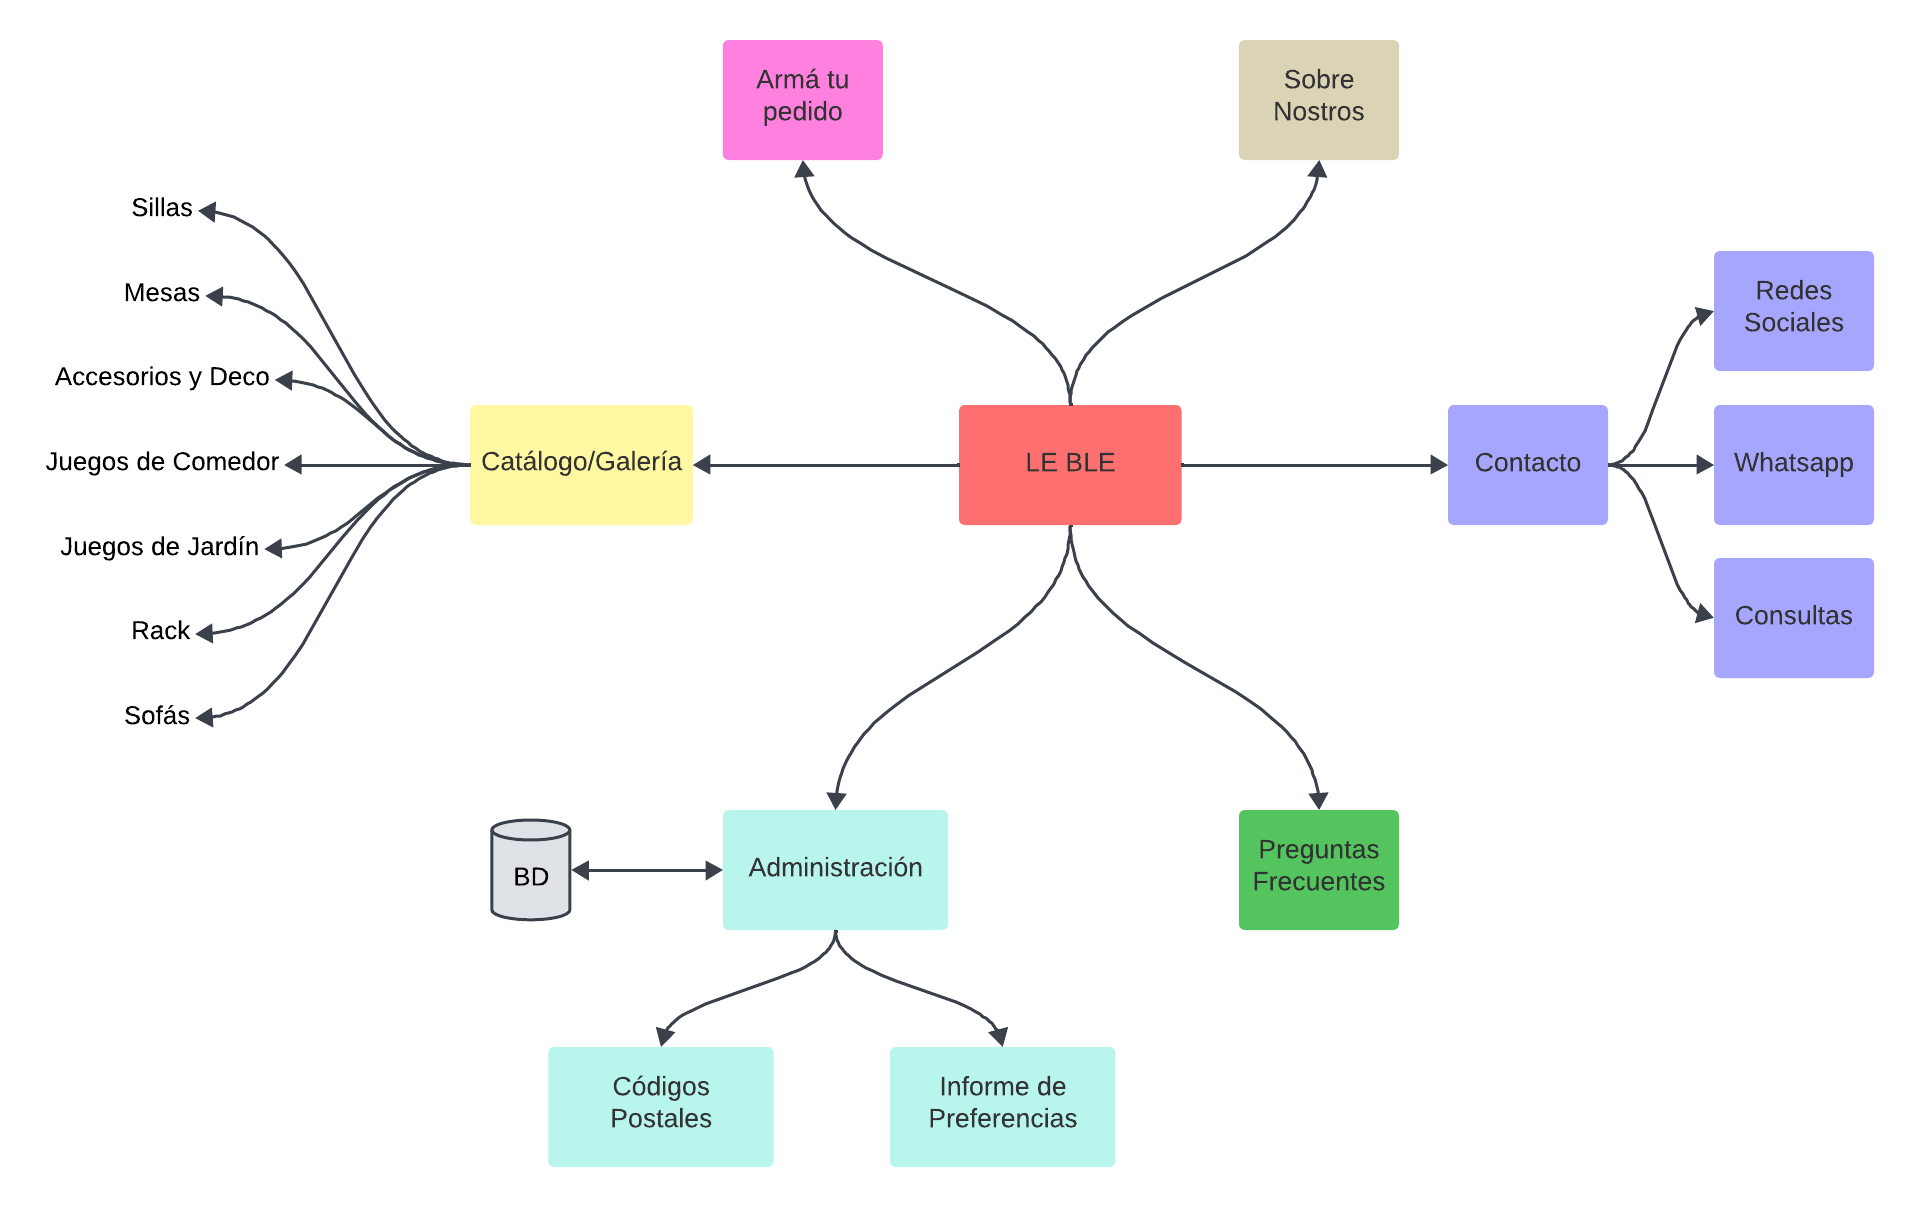 Armá tu
pedido
Sobre
Nostros
Sillas
Mesas
Accesorios y Deco
Juegos de Comedor
Juegos de Jardín
Rack
Sofás
Catálogo/Galería
LE BLE
Contacto
Redes
Sociales
Whatsapp
Consultas
BD
Administración
Preguntas
Frecuentes
Códigos
Postales
Informe de
Preferencias